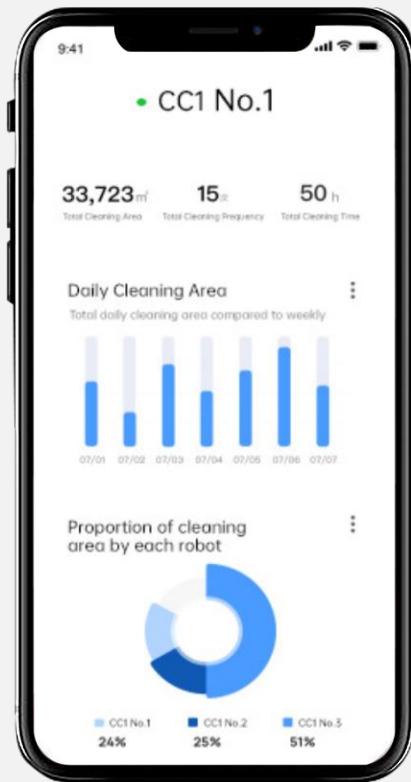 9:41
CC1 No.1
33,723㎡ 15 50 h
Total Cleaning Area Total Cleaning Frequency Total Cleaning Time
Daily Cleaning Area
Total daily cleaning area compared to weekly
07/01 07/02 07/03 07/04 07/05 07/06 07/07
Proportion of cleaning
area by each robot
CC1 No.1 CC1 No.2 CC1 No.3
24% 25% 51%